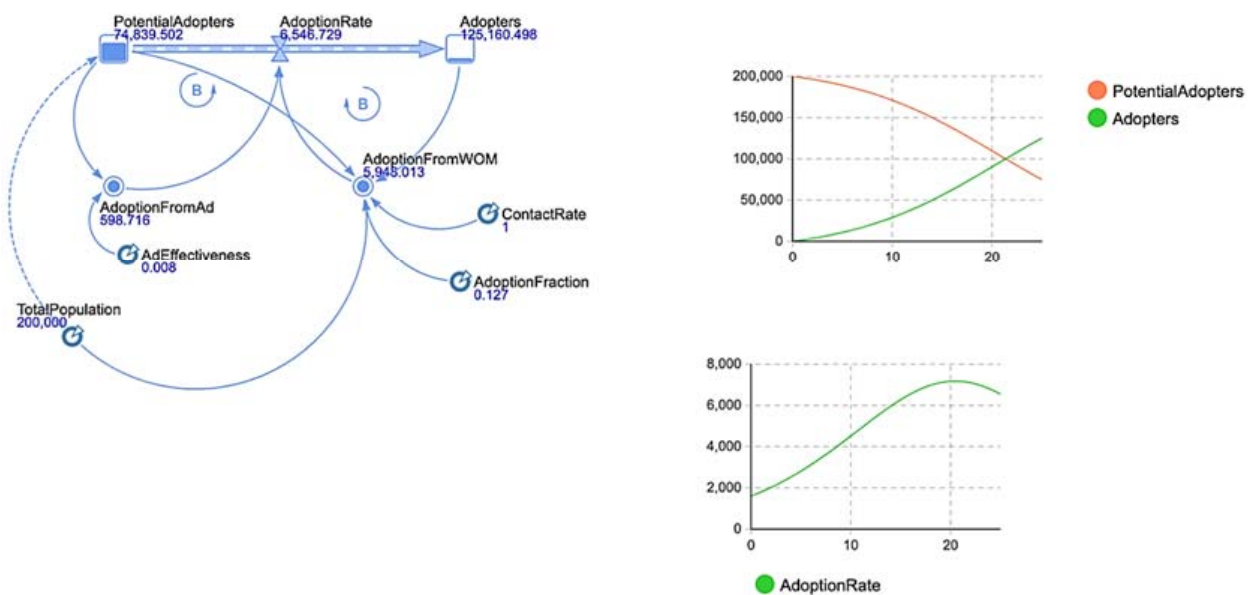 PotentialAdopters
74,839.502
AdoptionRate
6,546.729
Adopters
125,160.498
B
B
AdoptionFromWOM
5,948.013
AdoptionFromAd
598.716
ContactRate
1
AdEffectiveness
0.008
AdoptionFraction
0.127
TotalPopulation
200,000
200,000
150,000
100,000
50,000
0
0
10
20
PotentialAdopters
Adopters
8,000
6,000
4,000
2,000
0
0
10
20
AdoptionRate